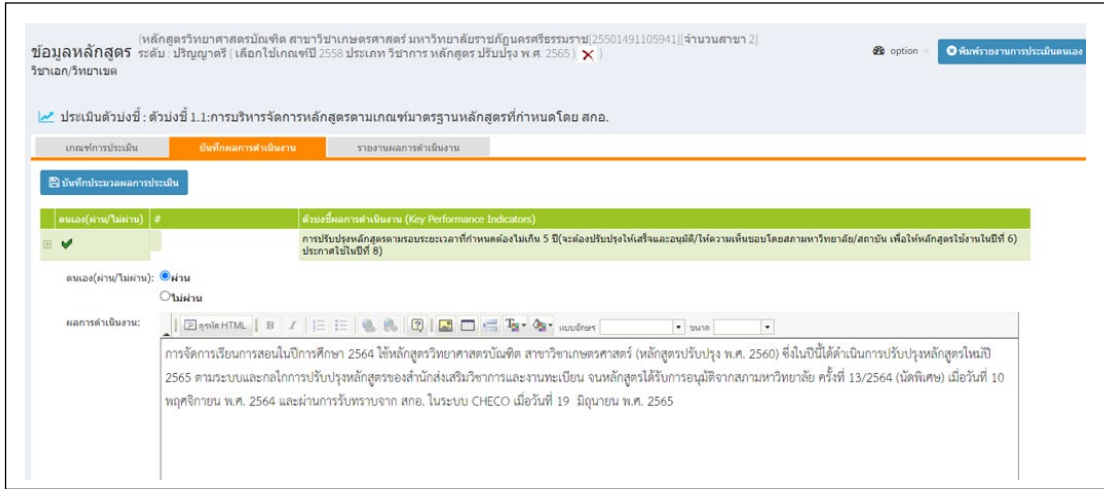 (หลักสูตรวิทยาศาสตรบัณฑิต สาขาวิชาเกษตรศาสตร์ มหาวิทยาลัยราชภัฏนครศรีธรรมราช[25501491105941][จำนวนสาขา 2]
ข้อมูลหลักสูตร ระดับ : ปริญญาตรี ( เลือกใช้เกณฑ์ปี 2558 ประเภท วิชาการ หลักสูตร ปรับปรุง พ.ศ. 2565 ) )
วิชาเอก/วิทยาเขต
option >
พิมพ์รายงานการประเมินตนเอง
ประเมินตัวบ่งชี้ : ตัวบ่งชี้ 1.1:การบริหารจัดการหลักสูตรตามเกณฑ์มาตรฐานหลักสูตรที่กำหนดโดย สกอ.
เกณฑ์การประเมิน บันทึกผลการดำเนินงาน รายงานผลการดำเนินงาน
บันทึกประมวลผลการประเมิน
ตนเอง(ผ่าน/ไม่ผ่าน) # ตัวบ่งชี้ผลการดำเนินงาน (Key Performance Indicators)
การปรับปรุงหลักสูตรตามรอบระยะเวลาที่กำหนดต้องไม่เกิน 5 ปี(จะต้องปรับปรุงให้เสร็จและอนุมัติ/ให้ความเห็นชอบโดยสภามหาวิทยาลัย/สถาบัน เพื่อให้หลักสูตรใช้งานในปีที่ 6)
ประกาศใช้ในปีที่ 8)
ตนเอง(ผ่าน/ไม่ผ่าน): ผ่าน
ไม่ผ่าน
ผลการดำเนินงาน: ดูรหัส HTML B I แบบอักษร ขนาด
การจัดการเรียนการสอนในปีการศึกษา 2564 ใช้หลักสูตรวิทยาศาสตรบัณฑิต สาขาวิชาเกษตรศาสตร์ (หลักสูตรปรับปรุง พ.ศ. 2560) ซึ่งในปีนี้ได้ดำเนินการปรับปรุงหลักสูตรใหม่ปี
2565 ตามระบบและกลไกการปรับปรุงหลักสูตรของสำนักส่งเสริมวิชาการและงานทะเบียน จนหลักสูตรได้รับการอนุมัติจากสภามหาวิทยาลัย ครั้งที่ 13/2564 (นัดพิเศษ) เมื่อวันที่ 10
พฤศจิกายน พ.ศ. 2564 และผ่านการรับทราบจาก สกอ. ในระบบ CHECO เมื่อวันที่ 19 มิถุนายน พ.ศ. 2565